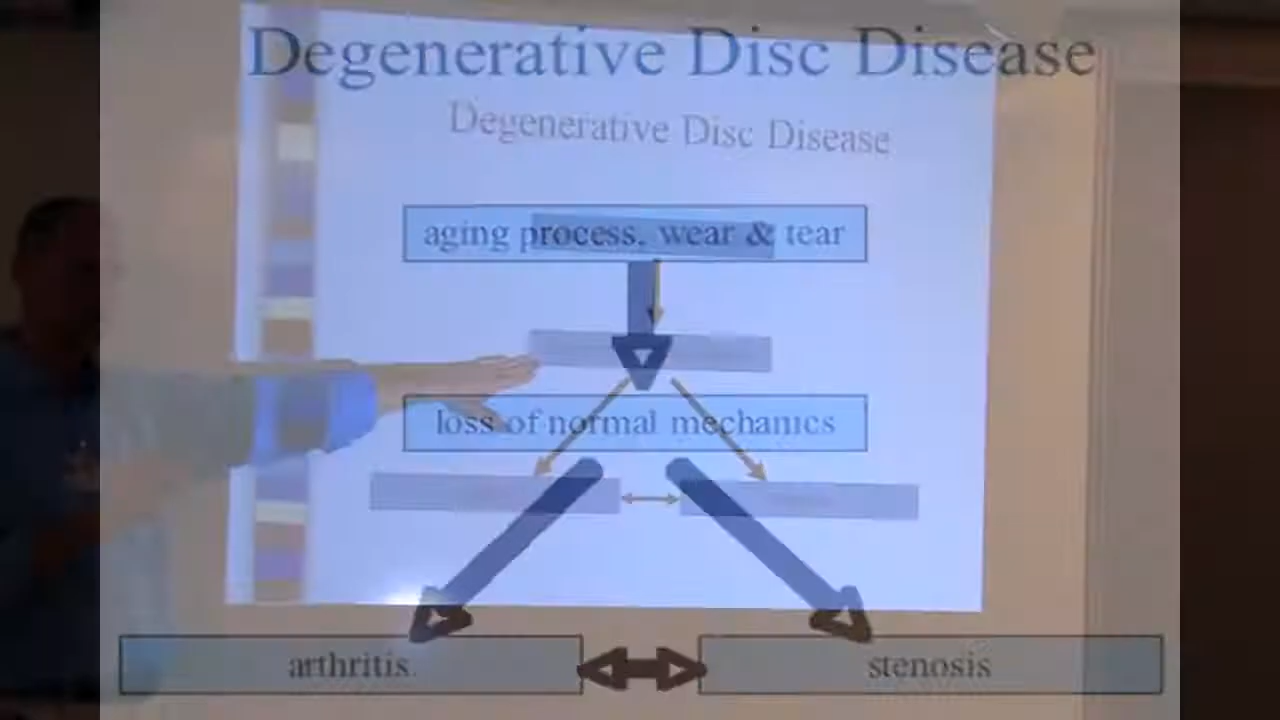 Degenerative Disc Disease
Degenerative Disc Disease
aging process, wear & tear
loss of normal mechanics
arthritis
stenosis